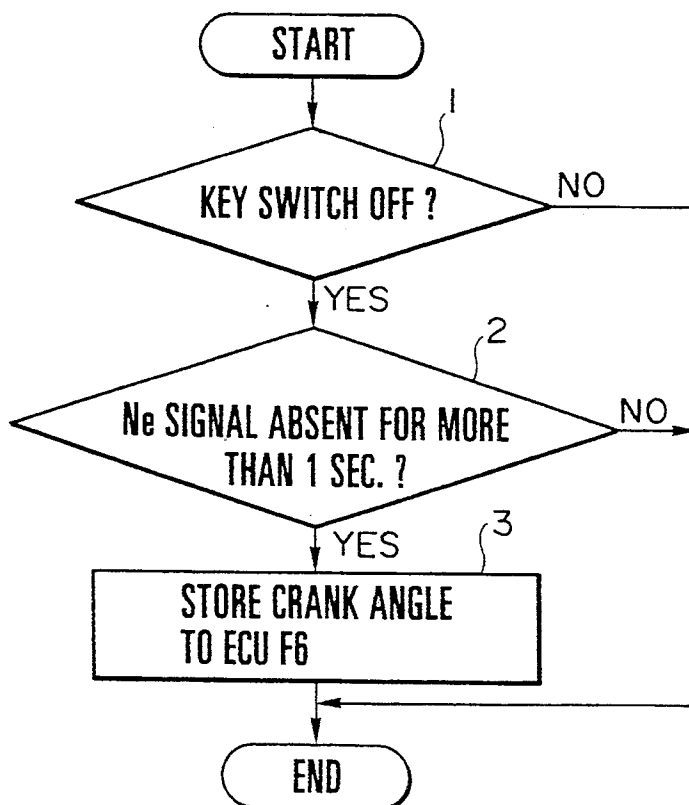 START
1
KEY SWITCH OFF ?
NO
YES
2
Ne SIGNAL ABSENT FOR MORE
THAN 1 SEC. ?
NO
YES
3
STORE CRANK ANGLE
TO ECU F6
END